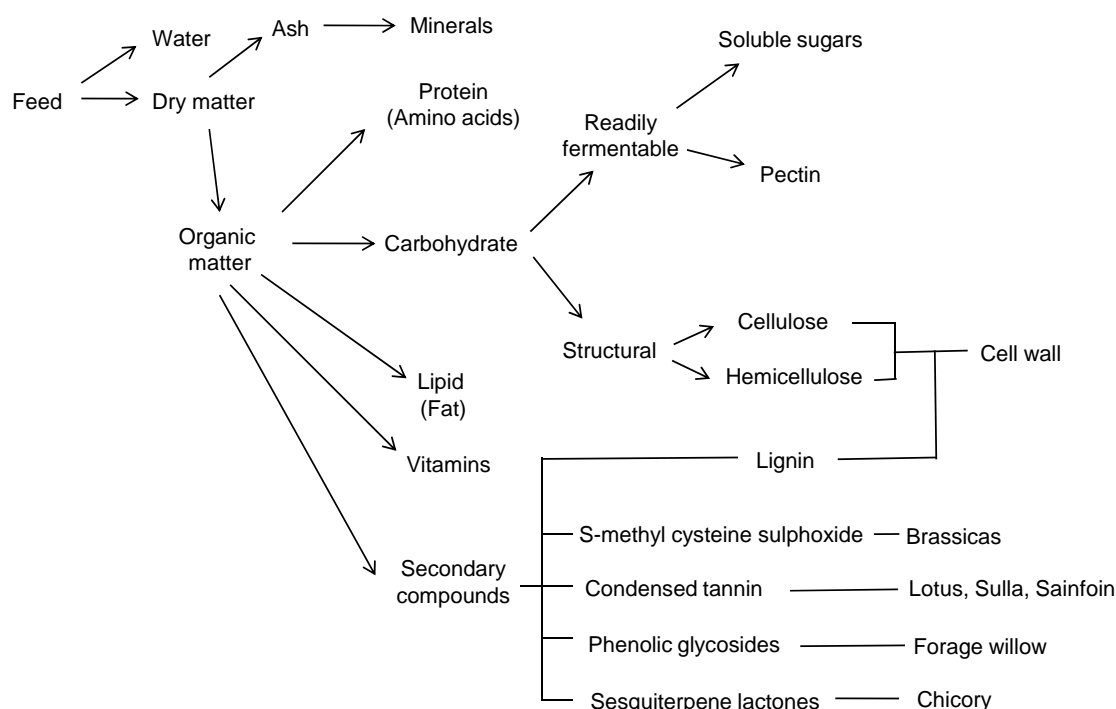 Water
Ash
Minerals
Soluble sugars
Feed
Dry matter
Protein
(Amino acids)
Readily
fermentable
Pectin
Organic
matter
Carbohydrate
Structural
Cellulose
Hemicellulose
Cell wall
Lipid
(Fat)
Vitamins
Lignin
S-methyl cysteine sulphoxide
Brassicas
Secondary
compounds
Condensed tannin
Lotus, Sulla, Sainfoin
Phenolic glycosides
Forage willow
Sesquiterpene lactones
Chicory